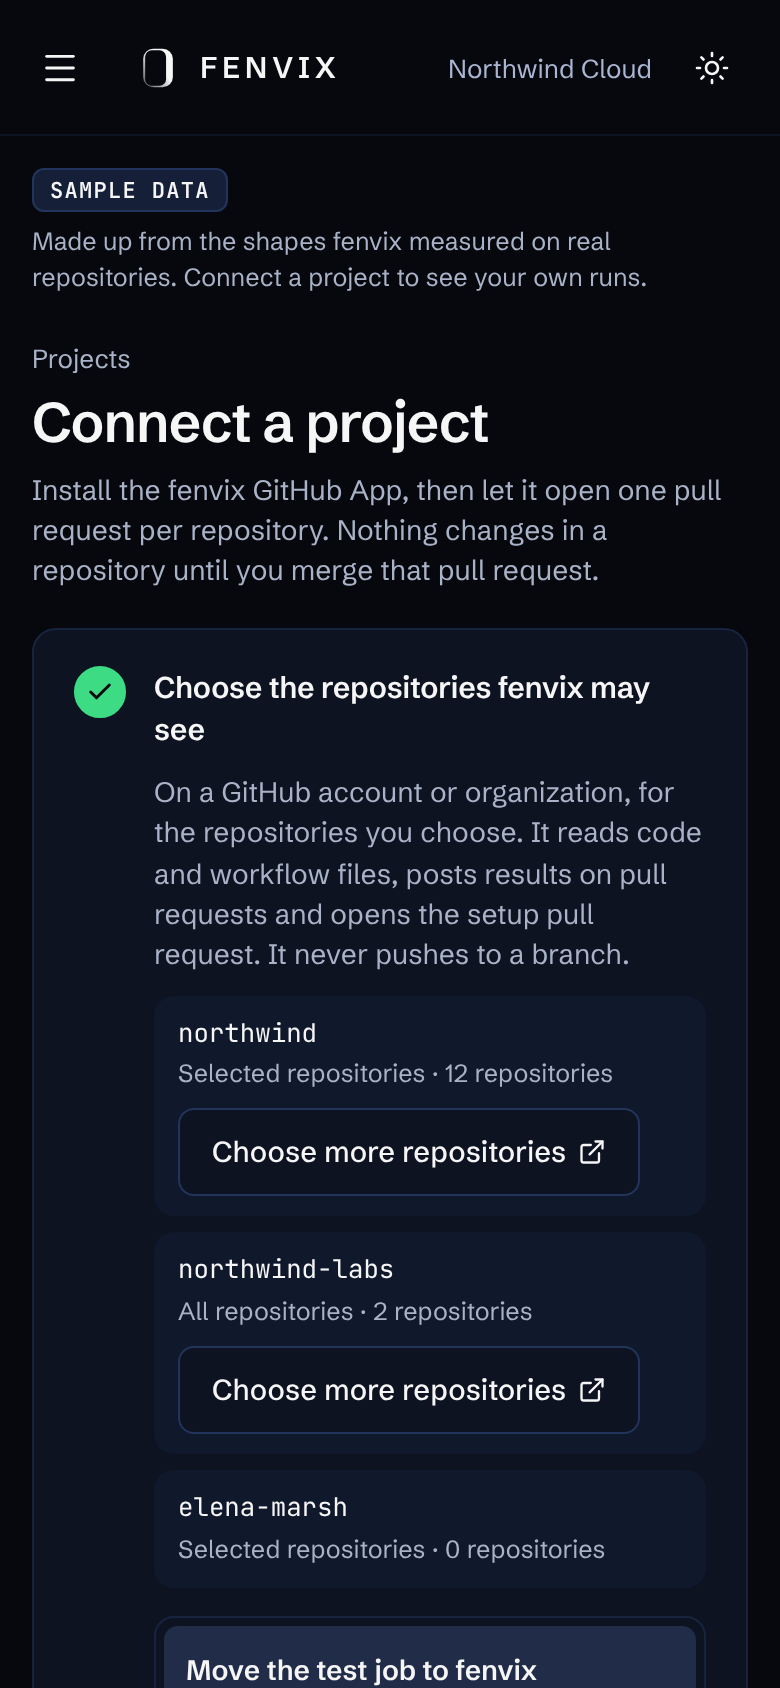 FENVIX
Northwind Cloud
SAMPLE DATA
Made up from the shapes fenvix measured on real
repositories. Connect a project to see your own runs.
Projects
Connect a project
Install the fenvix GitHub App, then let it open one pull
request per repository. Nothing changes in a
repository until you merge that pull request.
Choose the repositories fenvix may
see
On a GitHub account or organization, for
the repositories you choose. It reads code
and workflow files, posts results on pull
requests and opens the setup pull
request. It never pushes to a branch.
northwind
Selected repositories · 12 repositories
Choose more repositories
northwind-labs
All repositories · 2 repositories
Choose more repositories
elena-marsh
Selected repositories · 0 repositories
Move the test job to fenvix